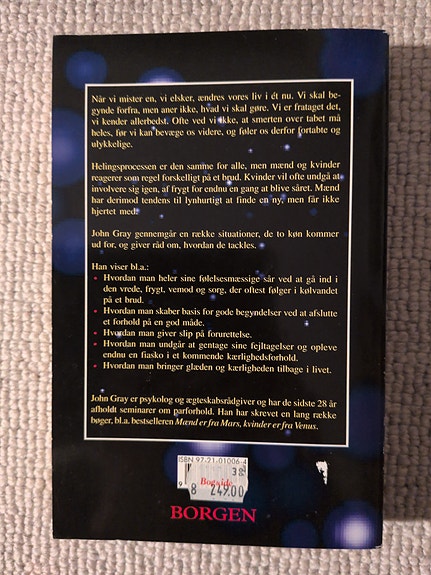 Når vi mister en, vi elsker, ændres vores liv i ét nu. Vi skal be-
gynde forfra, men aner ikke, hvad vi skal gøre. Vi er frataget det,
vi kender allerbedst. Ofte ved vi ikke, at smerten over tabet må
heles, før vi kan bevæge os videre, og føler os derfor fortabte og
ulykkelige.
Helingsprocessen er den samme for alle, men mænd og kvinder
reagerer som regel forskelligt på et brud. Kvinder vil ofte undgå at
involvere sig igen, af frygt for endnu en gang at blive såret. Mænd
har derimod tendens til lynhurtigt at finde en ny, men får ikke
hjertet med.
John Gray gennemgår en række situationer, de to køn kommer
ud for, og giver råd om, hvordan de tackles.
Han viser bl.a.:
• Hvordan man heler sine følelsesmæssige sår ved at gå ind i
den vrede, frygt, vemod og sorg, der oftest følger i kølvandet
på et brud.
• Hvordan man skaber basis for gode begyndelser ved at afslutte
et forhold på en god måde.
• Hvordan man giver slip på forurettelse.
• Hvordan man undgår at gentage sine fejltagelser og opleve
endnu en fiasko i et kommende kærlighedsforhold.
• Hvordan man bringer glæden og kærligheden tilbage i livet.
John Gray er psykolog og ægteskabsrådgiver og har de sidste 28 år
afholdt seminarer om parforhold. Han har skrevet en lang række
bøger, bl.a. bestselleren Mænd er fra Mars, kvinder er fra Venus.
ISBN 97-21-01006-4
Bogside
249.00
BORGEN